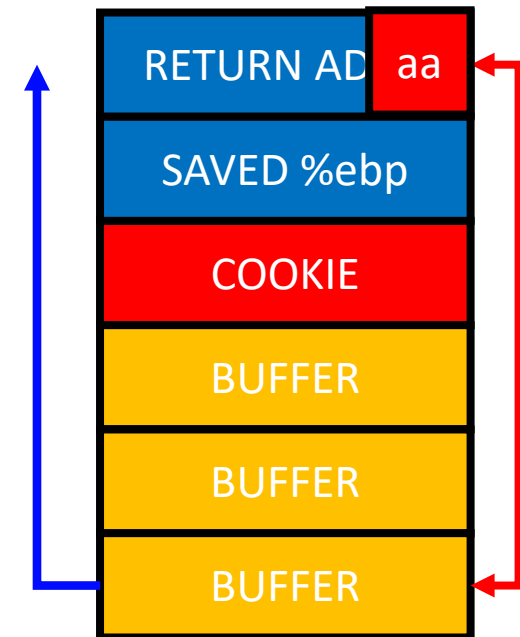 RETURN AD aa
SAVED %ebp
COOKIE
BUFFER
BUFFER
BUFFER